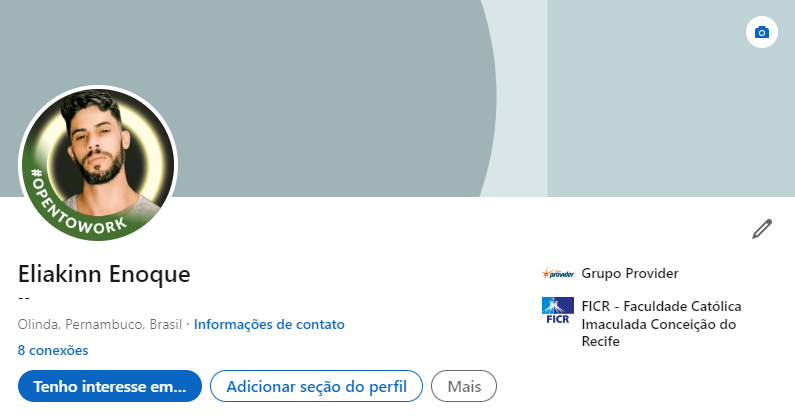 #OPENTOWORK
Eliakinn Enoque
--
Olinda, Pernambuco, Brasil · Informações de contato
8 conexões
Tenho interesse em...
Adicionar seção do perfil
Mais
provider
Grupo Provider
FICR
FICR - Faculdade Católica
Imaculada Conceição do
Recife